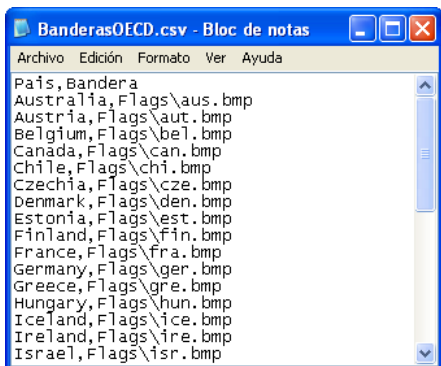 BanderasOECD.csv - Bloc de notas
Archivo Edición Formato Ver Ayuda
Pais,Bandera
Australia,Flags\aus.bmp
Austria,Flags\aut.bmp
Belgium,Flags\bel.bmp
Canada,Flags\can.bmp
Chile,Flags\chi.bmp
Czechia,Flags\cze.bmp
Denmark,Flags\den.bmp
Estonia,Flags\est.bmp
Finland,Flags\fin.bmp
France,Flags\fra.bmp
Germany,Flags\ger.bmp
Greece,Flags\gre.bmp
Hungary,Flags\hun.bmp
Iceland,Flags\ice.bmp
Ireland,Flags\ire.bmp
Israel,Flags\isr.bmp